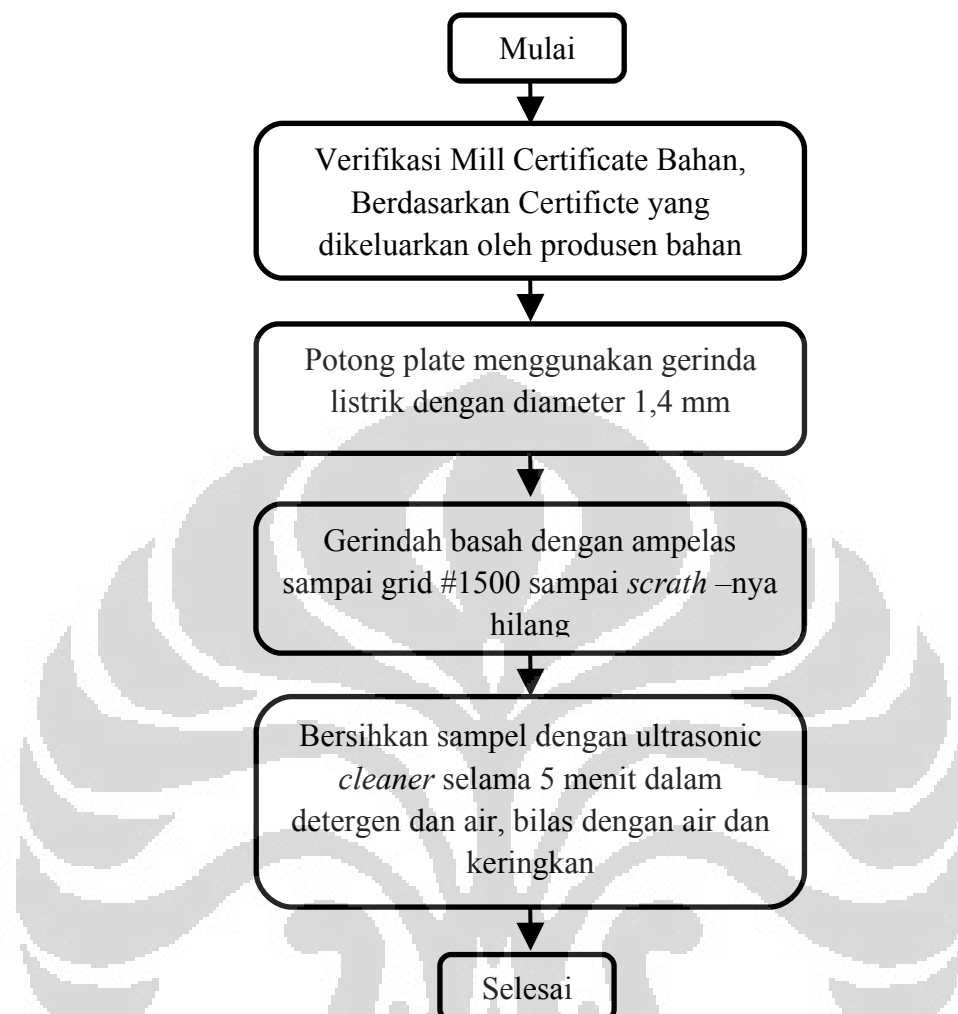 Mulai
Verifikasi Mill Certificate Bahan,
Berdasarkan Certificte yang
dikeluarkan oleh produsen bahan
Potong plate menggunakan gerinda
listrik dengan diameter 1,4 mm
Gerindah basah dengan ampelas
sampai grid #1500 sampai scrath –nya
hilang
Bersihkan sampel dengan ultrasonic
cleaner selama 5 menit dalam
detergen dan air, bilas dengan air dan
keringkan
Selesai